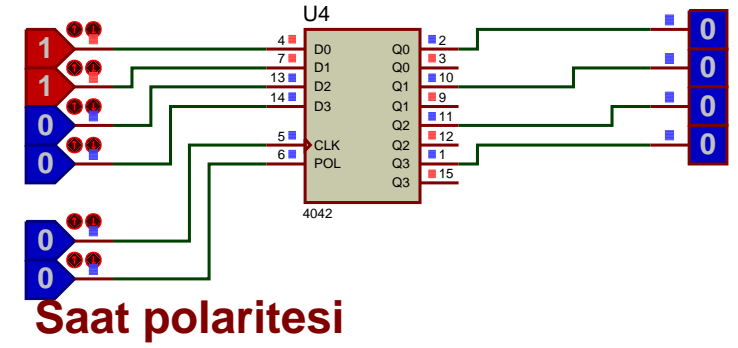 U4
1 4 D0 Q0 2 0
1 7 D1 Q0 3
13 D2 Q1 10 0
0 14 D3 Q1 9
Q2 11 0
0 5 CLK Q2 12
6 POL Q3 1 0
Q3 15
4042
0
0
Saat polaritesi